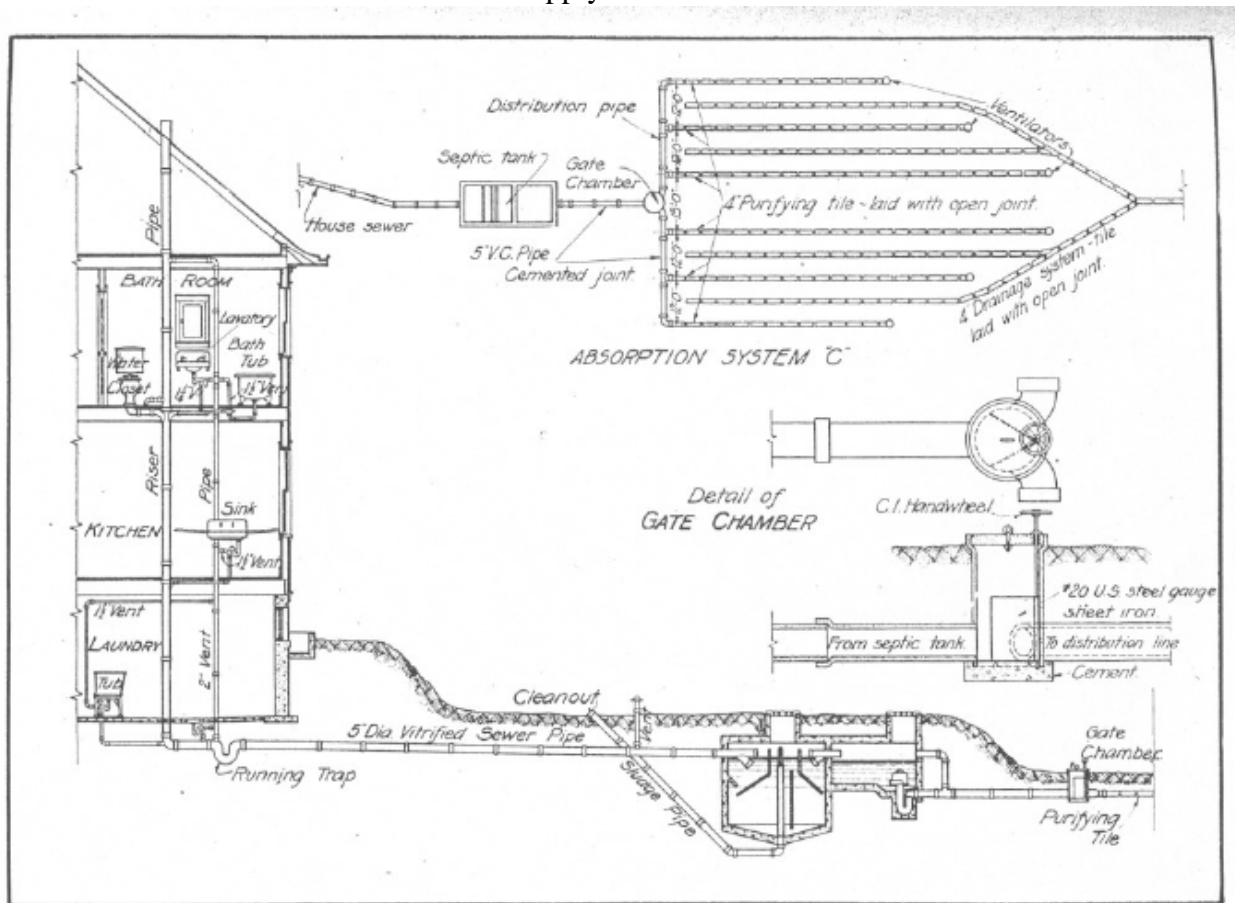 Distribution pipe
Ventilators
Septic tank
Gate
Chamber
House sewer
4" Purifying tile - laid with open joint.
5" V.C. Pipe
Cemented joint.
4" Drainage system - tile
laid with open joint.
ABSORPTION SYSTEM "C"
Pipe
BATH ROOM
Lavatory
Bath
Tub
Water
Closet
1½" Vent
Riser
Pipe
Sink
KITCHEN
1½" Vent
1½" Vent
LAUNDRY
2" Vent
Tub
Detail of
GATE CHAMBER
C.I. Handwheel
#20 U.S. steel gauge
sheet iron.
From septic tank.
To distribution line
Cement.
Cleanout
Vent
5" Dia. Vitrified Sewer Pipe
Running Trap
Sludge Pipe
Gate
Chamber
Purifying
Tile